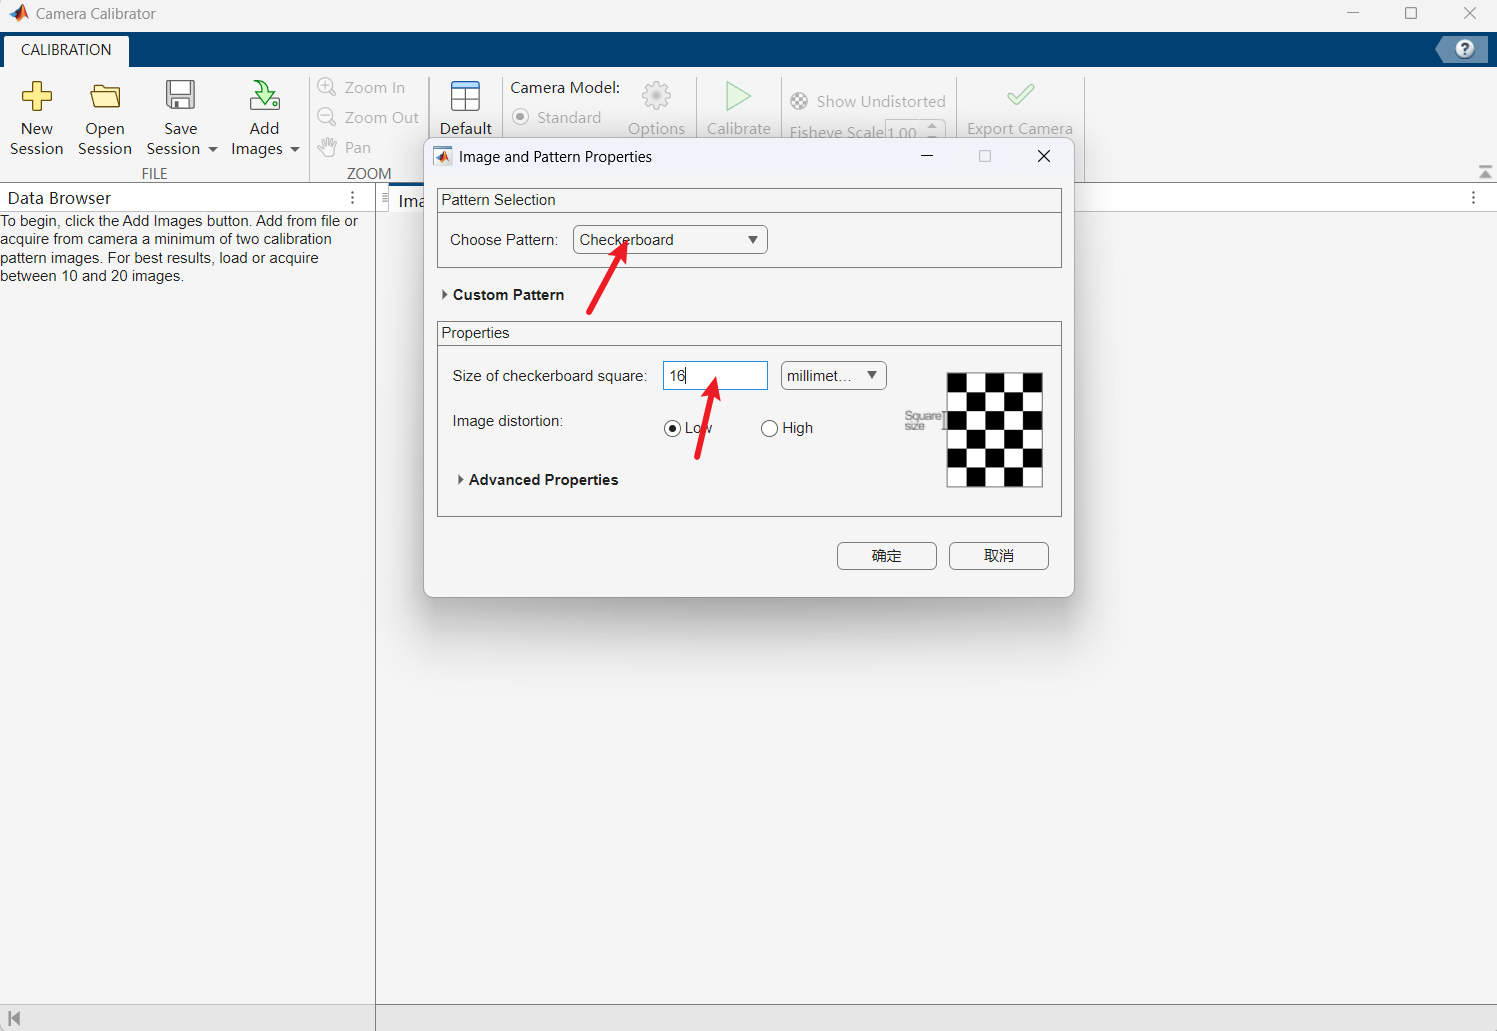 Camera Calibrator
CALIBRATION
?
New Session
Open Session
Save Session
Add Images
FILE
Zoom In
Zoom Out
Pan
ZOOM
Default
Camera Model:
Standard
Options
Calibrate
Show Undistorted
Fisheye Scale 1.00
Export Camera
Data Browser
To begin, click the Add Images button. Add from file or
acquire from camera a minimum of two calibration
pattern images. For best results, load or acquire
between 10 and 20 images.
Ima
Image and Pattern Properties
Pattern Selection
Choose Pattern: Checkerboard
Custom Pattern
Properties
Size of checkerboard square: 16 millimet...
Image distortion: Low High
Square
size
Advanced Properties
确定 取消